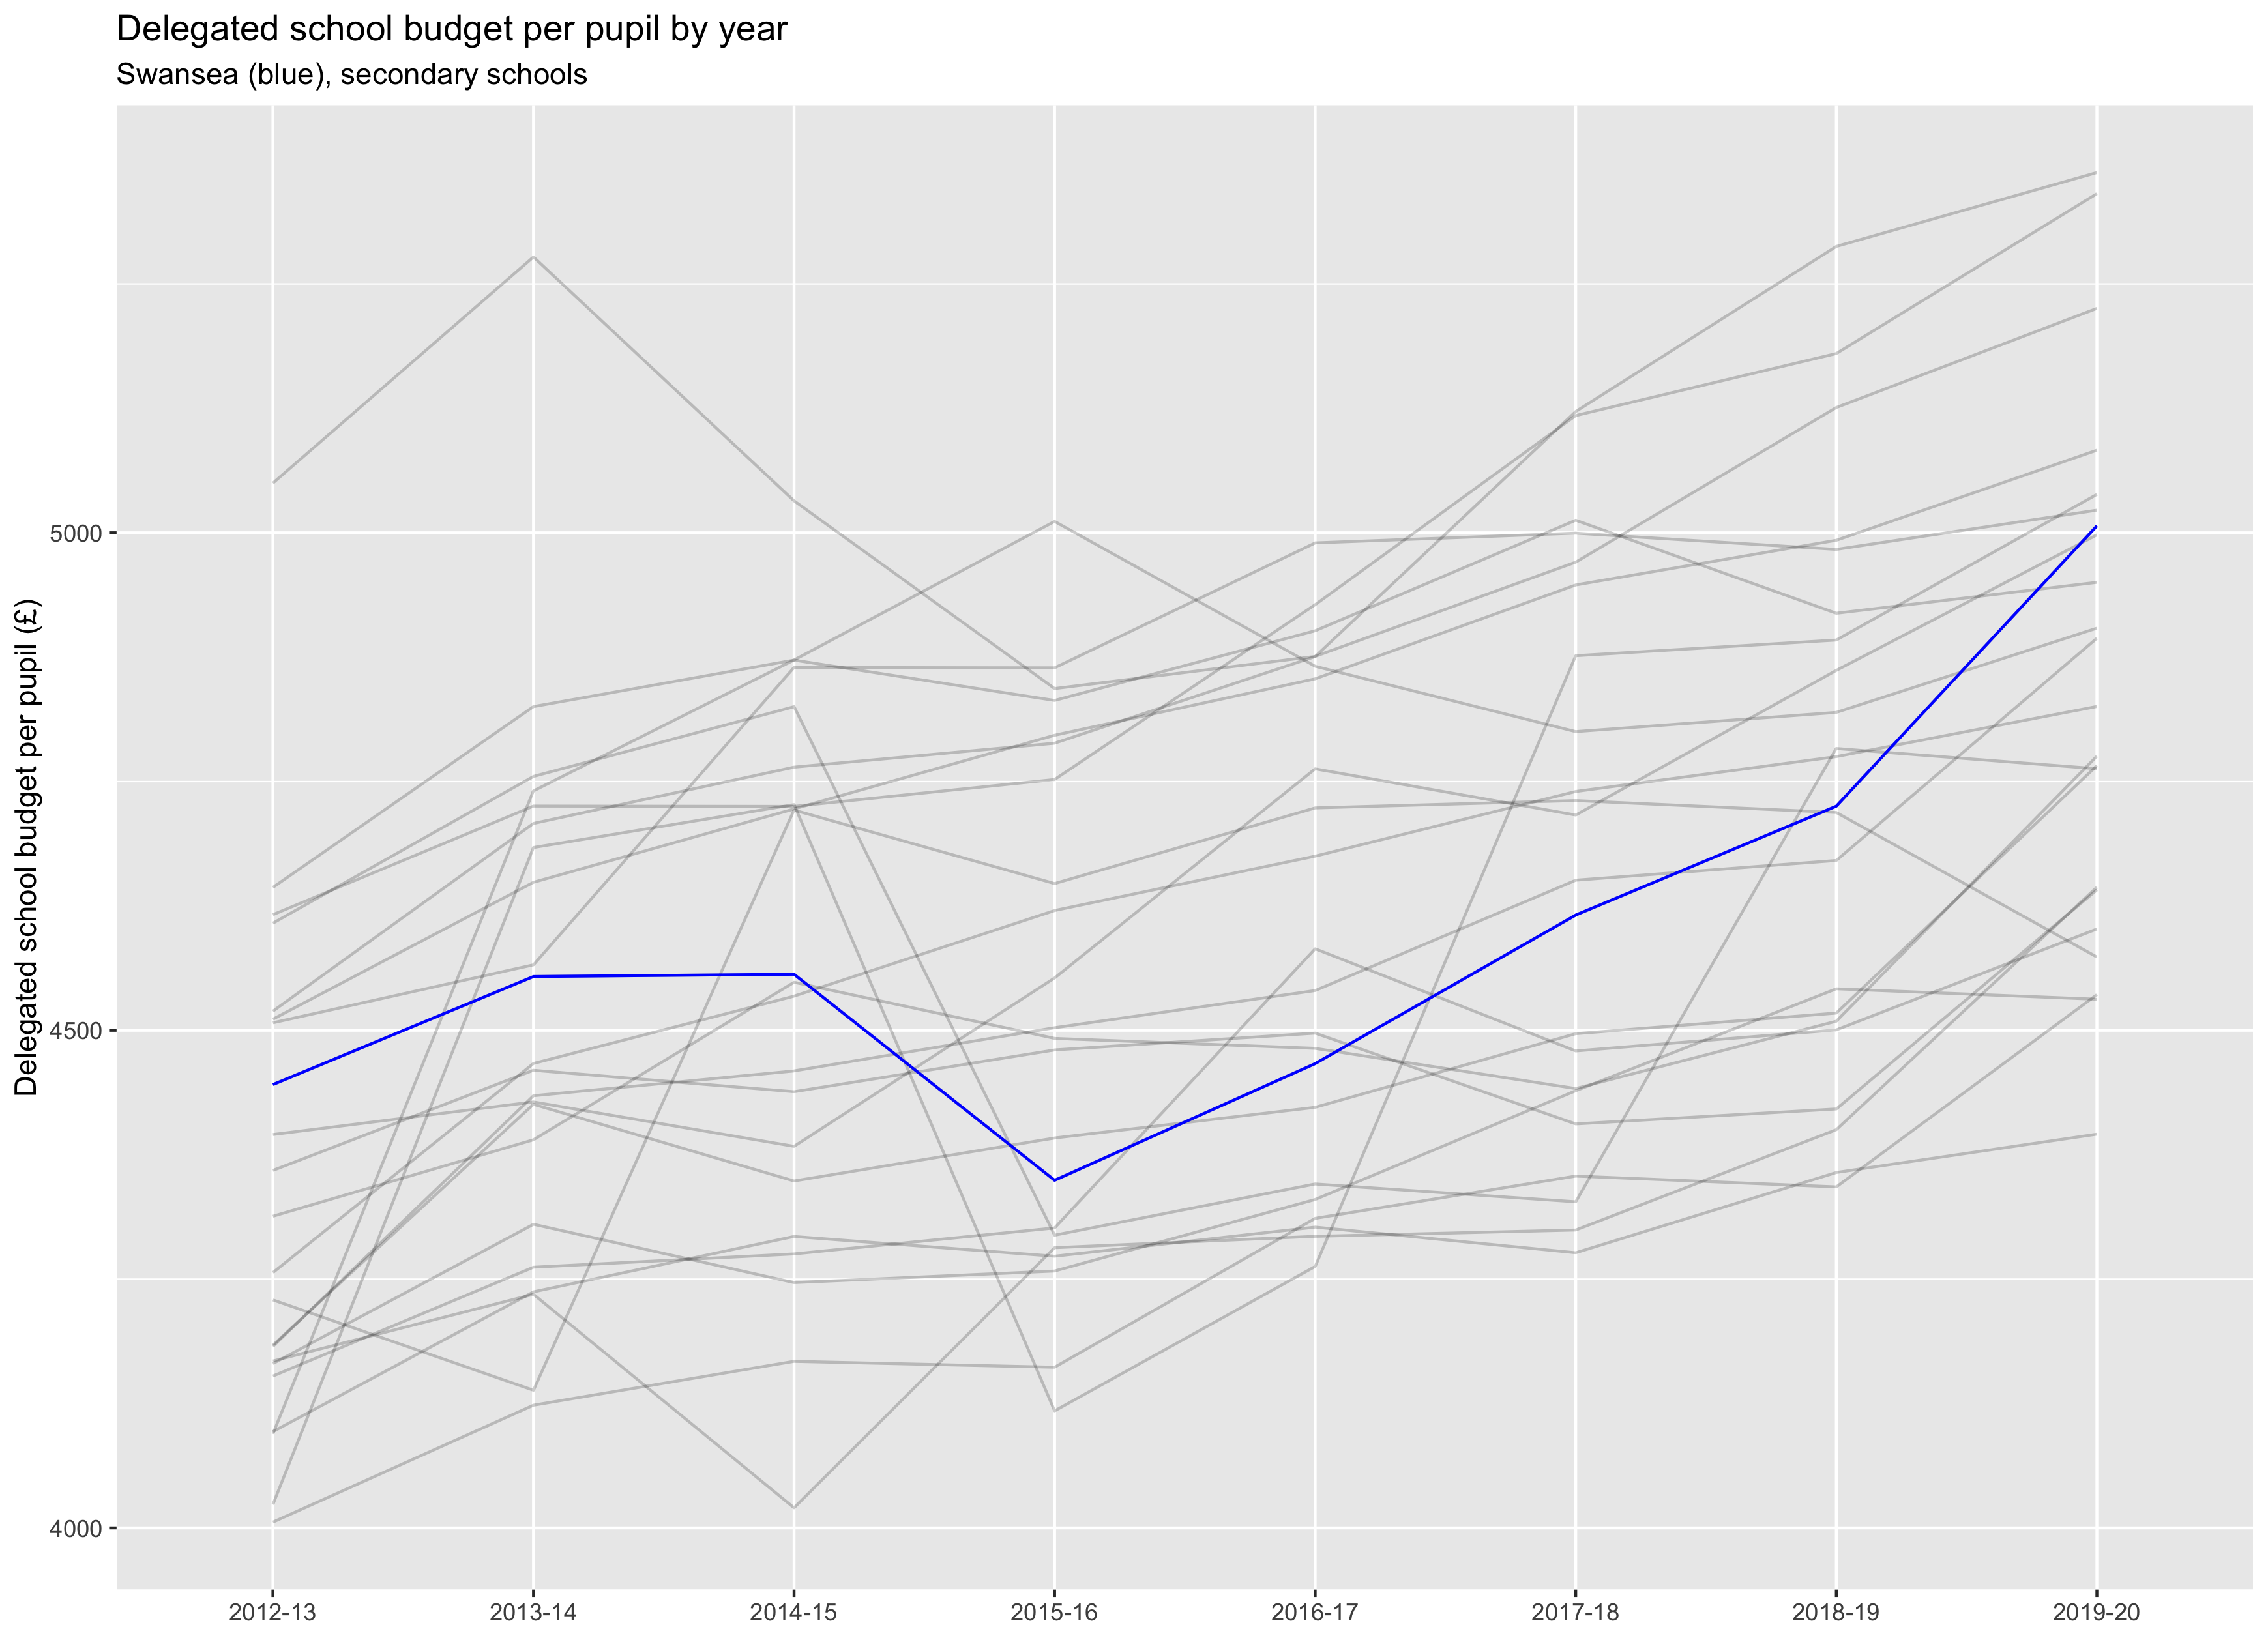 Delegated school budget per pupil by year
Swansea (blue), secondary schools
Delegated school budget per pupil (£)
5000
4500
4000
2012-13 2013-14 2014-15 2015-16 2016-17 2017-18 2018-19 2019-20